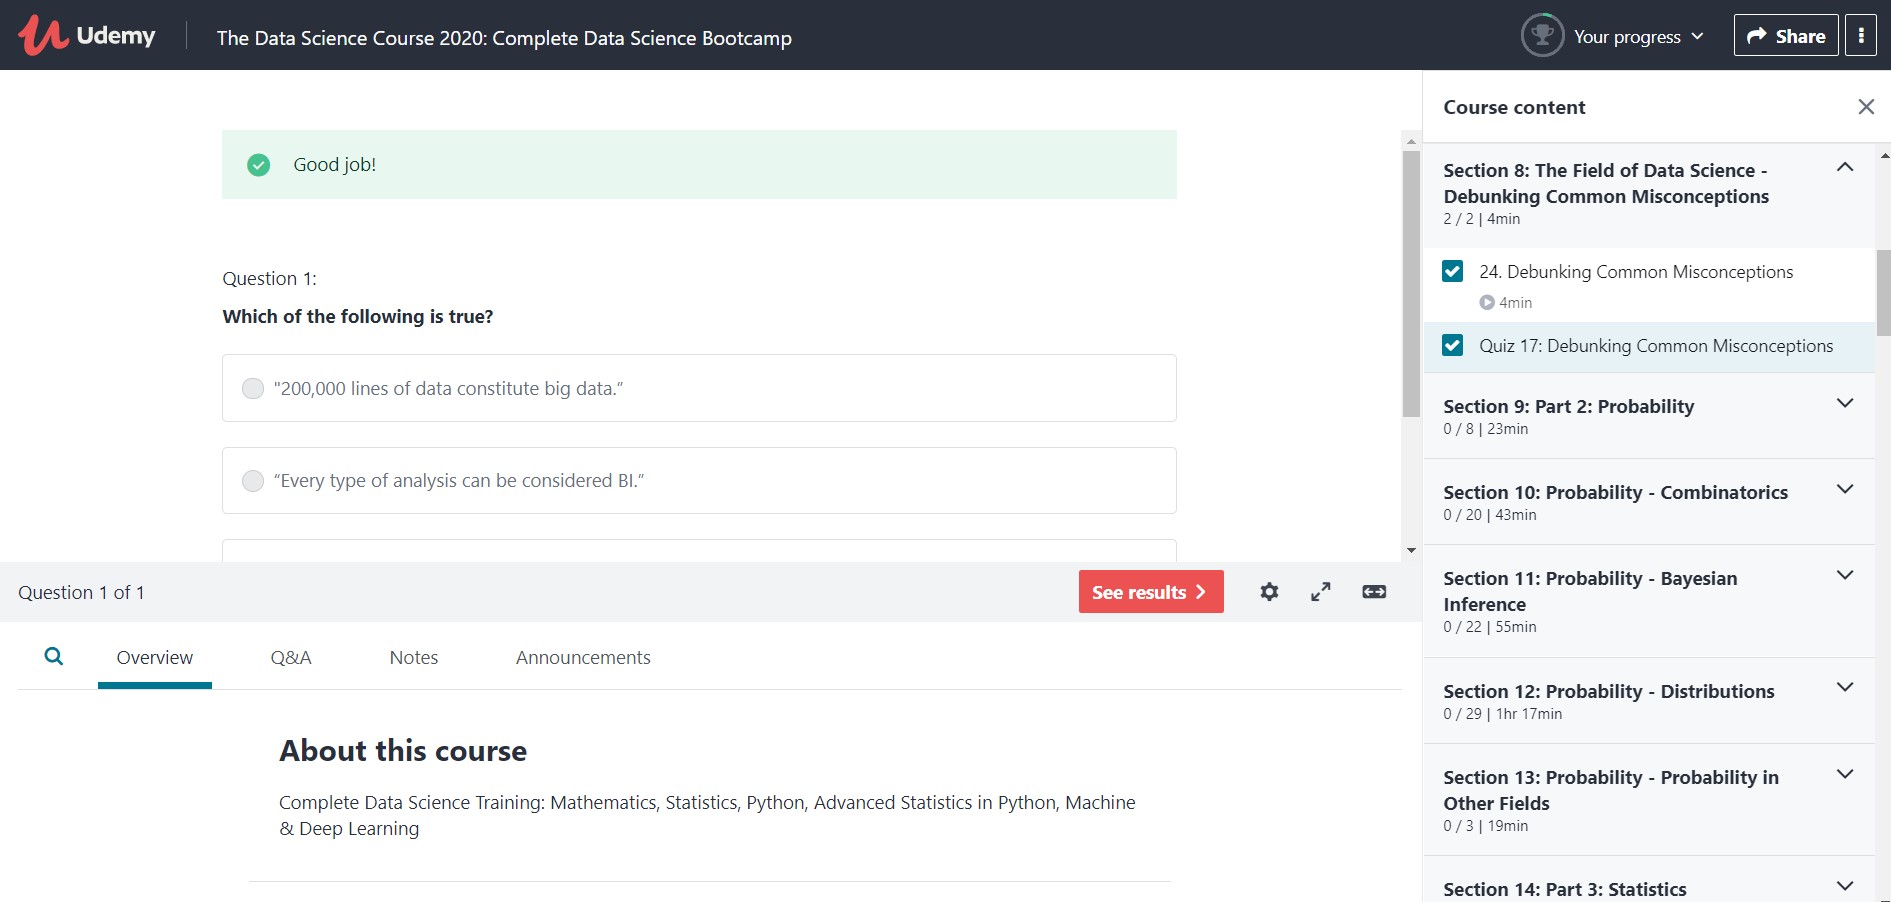 Udemy
The Data Science Course 2020: Complete Data Science Bootcamp
Your progress
Share
Good job!
Question 1:
Which of the following is true?
"200,000 lines of data constitute big data.”
“Every type of analysis can be considered BI.”
Question 1 of 1
See results
Overview
Q&A
Notes
Announcements
About this course
Complete Data Science Training: Mathematics, Statistics, Python, Advanced Statistics in Python, Machine
& Deep Learning
Course content
Section 8: The Field of Data Science -
Debunking Common Misconceptions
2 / 2 | 4min
24. Debunking Common Misconceptions
4min
Quiz 17: Debunking Common Misconceptions
Section 9: Part 2: Probability
0 / 8 | 23min
Section 10: Probability - Combinatorics
0 / 20 | 43min
Section 11: Probability - Bayesian
Inference
0 / 22 | 55min
Section 12: Probability - Distributions
0 / 29 | 1hr 17min
Section 13: Probability - Probability in
Other Fields
0 / 3 | 19min
Section 14: Part 3: Statistics